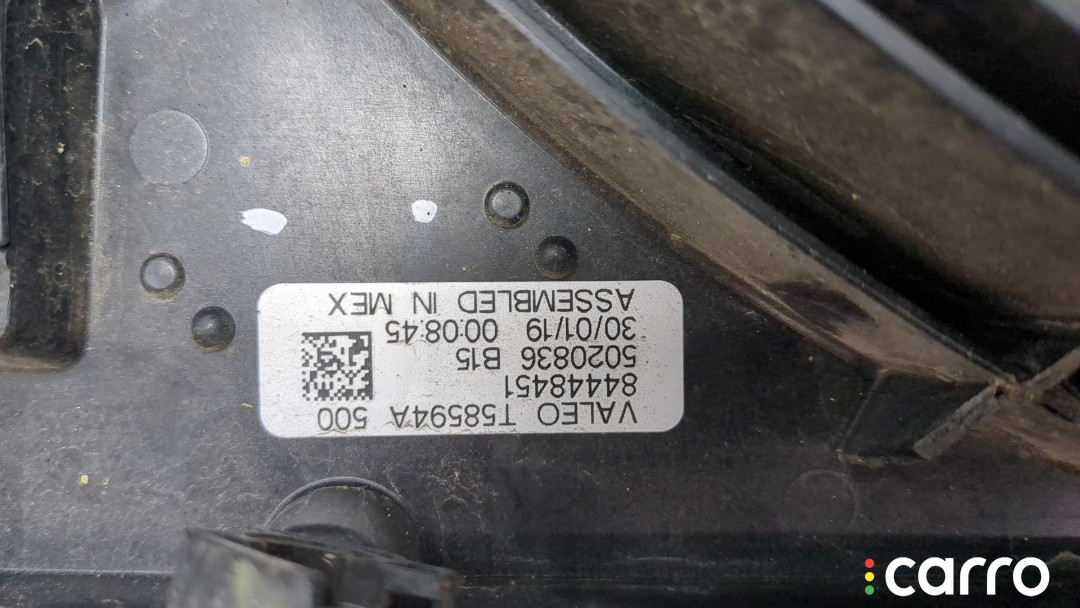 VALEO T58594A 500
84448451
5020836 B15
30/01/19 00:08:45
ASSEMBLED IN MEX
carro